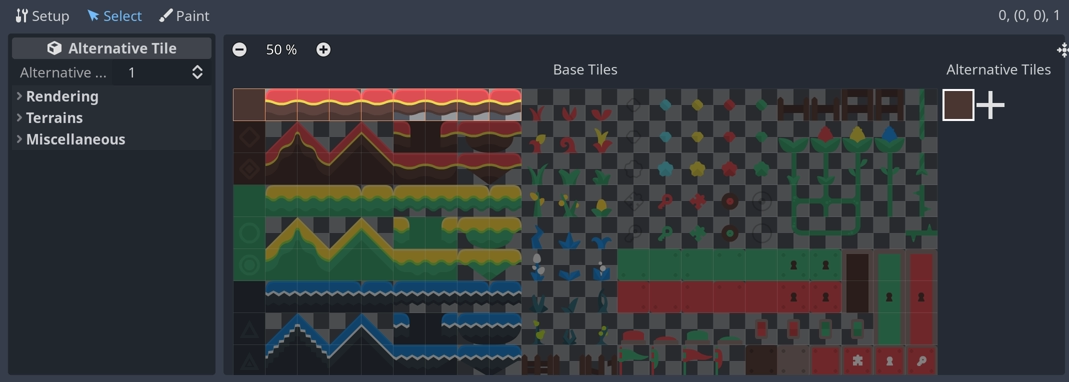 Setup Select Paint 0, (0, 0), 1
Alternative Tile
Alternative ... 1
Rendering
Terrains
Miscellaneous
50 %
Base Tiles Alternative Tiles